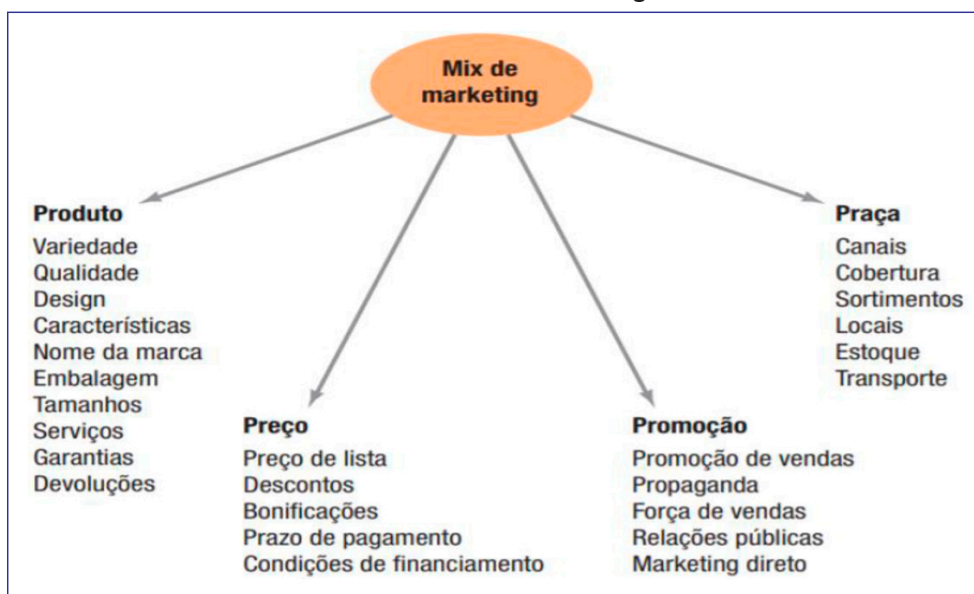 Mix de
marketing
Produto
Variedade
Qualidade
Design
Características
Nome da marca
Embalagem
Tamanhos
Serviços
Garantias
Devoluções
Preço
Preço de lista
Descontos
Bonificações
Prazo de pagamento
Condições de financiamento
Promoção
Promoção de vendas
Propaganda
Força de vendas
Relações públicas
Marketing direto
Praça
Canais
Cobertura
Sortimentos
Locais
Estoque
Transporte